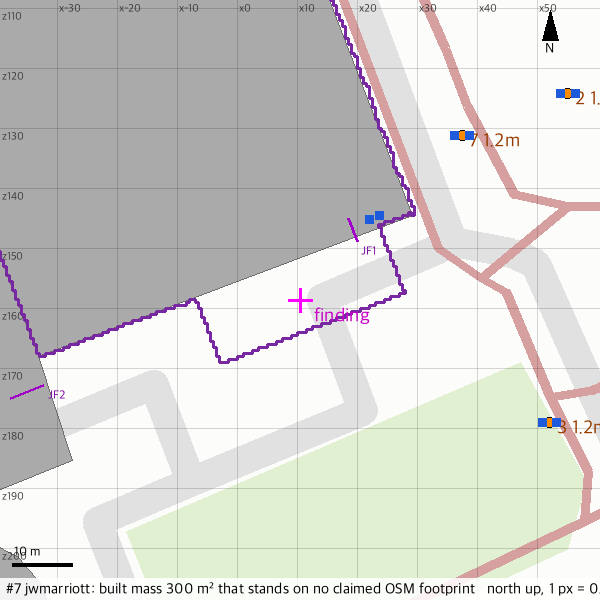 x-30 x-20 x-10 x0 x10 x20 x30 x40 x50
z110
N
z120
2 1.
z130
7 1.2m
z140
JF1
z150
z160
finding
z170
JF2
3 1.2m
z180
z190
z200
10 m
#7 jwmarriott: built mass 300 m² that stands on no claimed OSM footprint north up, 1 px = 0.